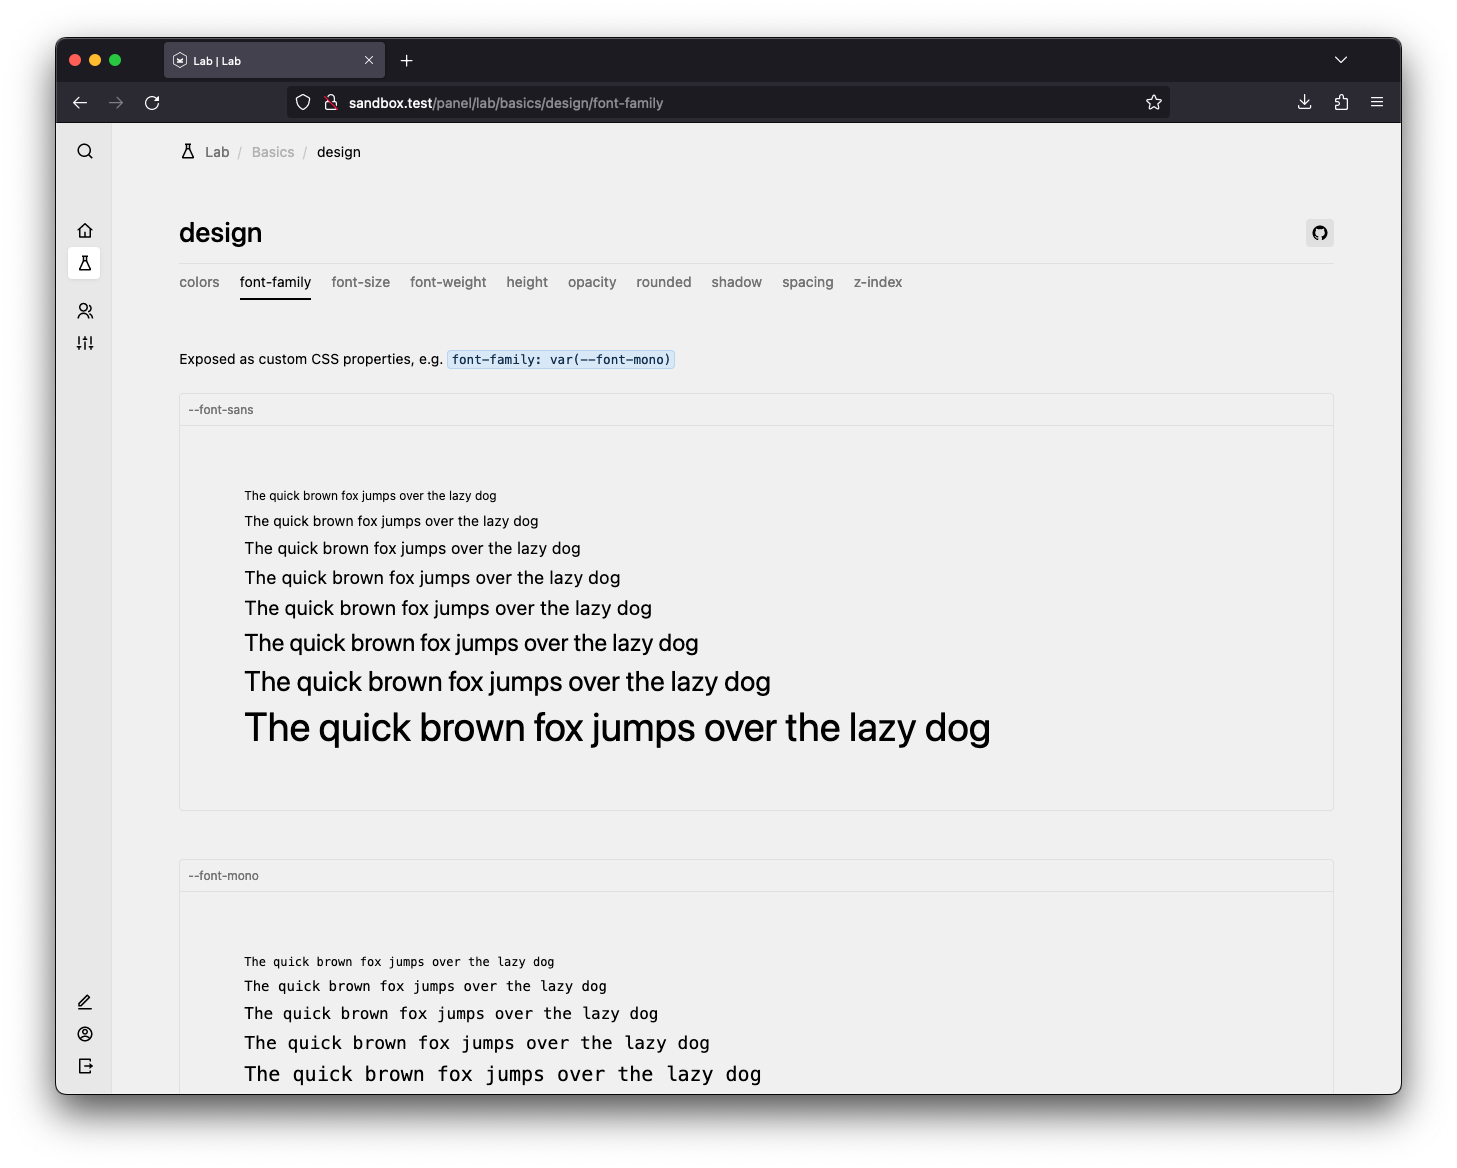 Lab | Lab
sandbox.test/panel/lab/basics/design/font-family
Lab / Basics / design
design
colors font-family font-size font-weight height opacity rounded shadow spacing z-index
Exposed as custom CSS properties, e.g. font-family: var(--font-mono)
--font-sans
The quick brown fox jumps over the lazy dog
The quick brown fox jumps over the lazy dog
The quick brown fox jumps over the lazy dog
The quick brown fox jumps over the lazy dog
The quick brown fox jumps over the lazy dog
The quick brown fox jumps over the lazy dog
The quick brown fox jumps over the lazy dog
The quick brown fox jumps over the lazy dog
--font-mono
The quick brown fox jumps over the lazy dog
The quick brown fox jumps over the lazy dog
The quick brown fox jumps over the lazy dog
The quick brown fox jumps over the lazy dog
The quick brown fox jumps over the lazy dog